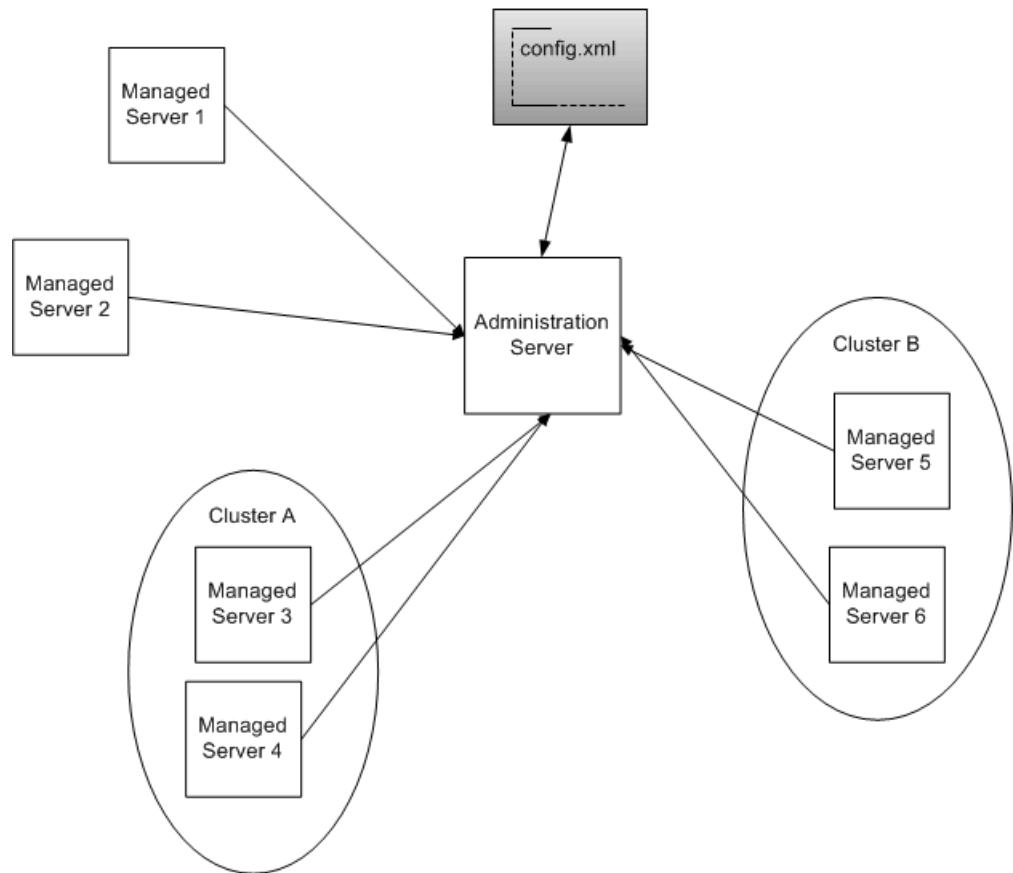 config.xml
Managed
Server 1
Managed
Server 2
Administration
Server
Cluster B
Managed
Server 5
Managed
Server 6
Cluster A
Managed
Server 3
Managed
Server 4